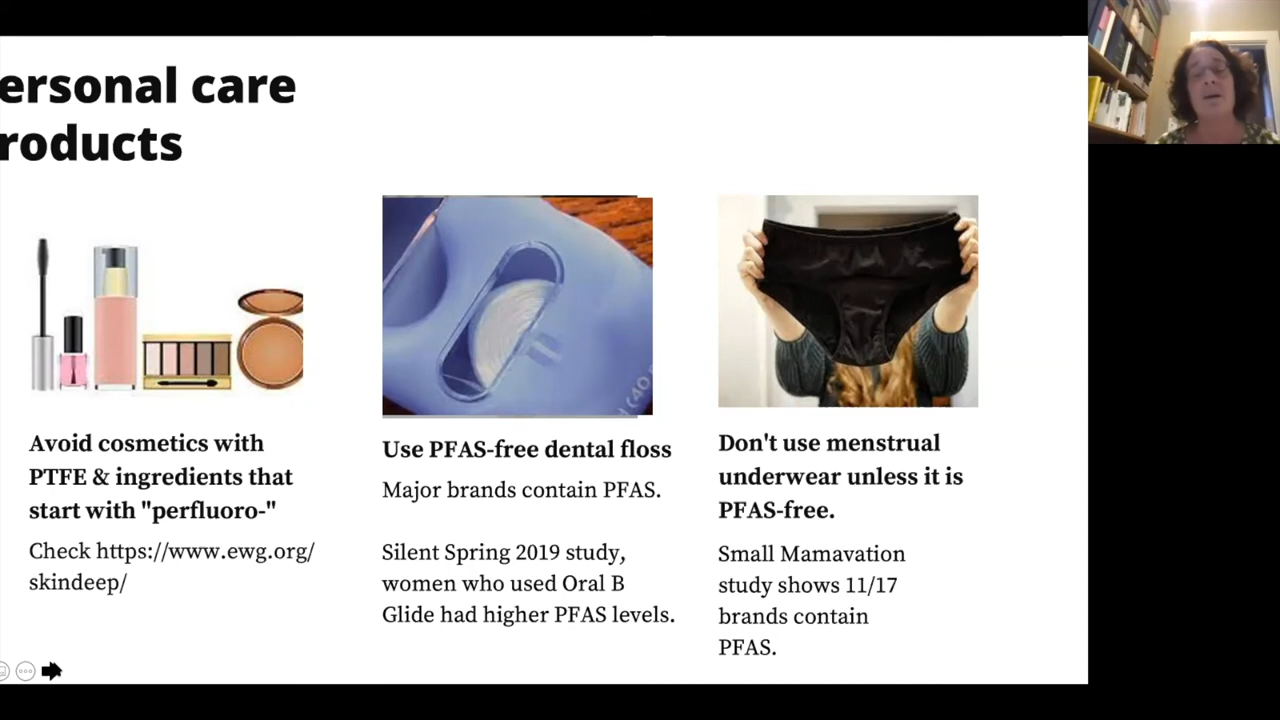 ersonal care
roducts
Avoid cosmetics with
PTFE & ingredients that
start with "perfluoro-"
Check https://www.ewg.org/
skindeep/
Use PFAS-free dental floss
Major brands contain PFAS.
Silent Spring 2019 study,
women who used Oral B
Glide had higher PFAS levels.
Don't use menstrual
underwear unless it is
PFAS-free.
Small Mamavation
study shows 11/17
brands contain
PFAS.